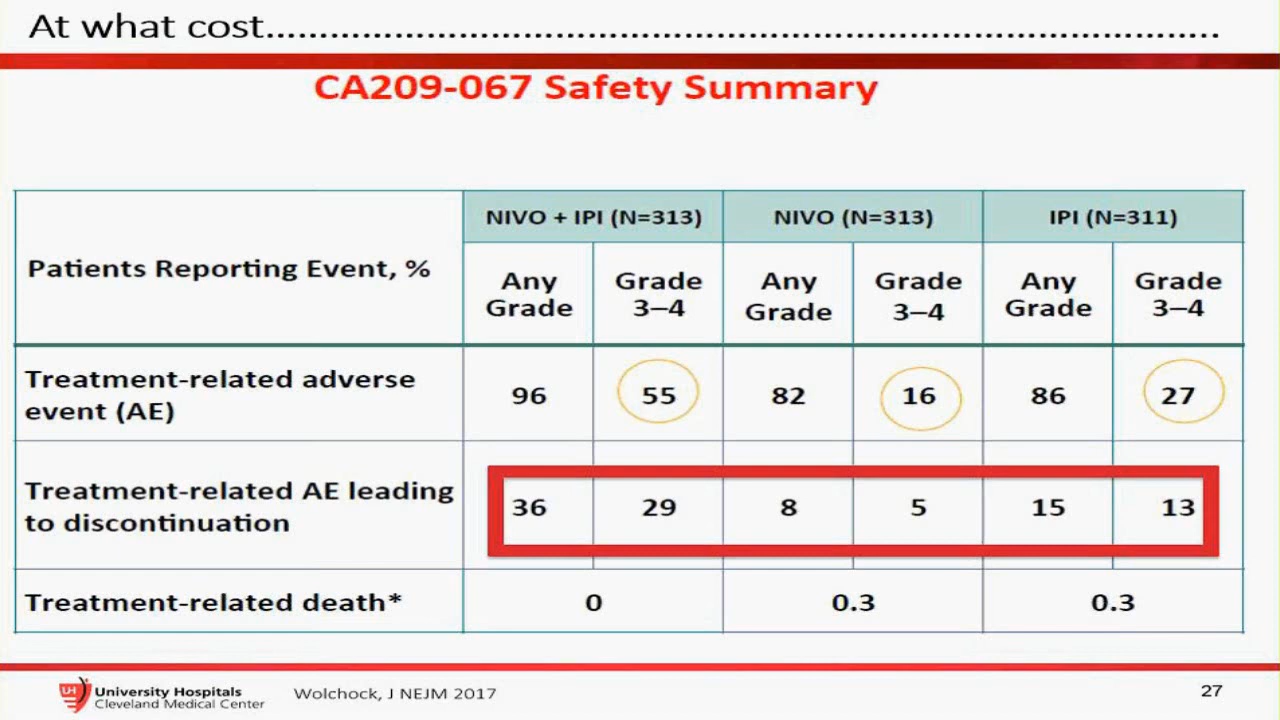 At what cost................................................................................................
CA209-067 Safety Summary
Patients Reporting Event, %
NIVO + IPI (N=313)
NIVO (N=313)
IPI (N=311)
Any Grade
Grade 3–4
Any Grade
Grade 3–4
Any Grade
Grade 3–4
Treatment-related adverse
event (AE)
96
55
82
16
86
27
Treatment-related AE leading
to discontinuation
36
29
8
5
15
13
Treatment-related death*
0
0.3
0.3
UH
University Hospitals
Cleveland Medical Center
Wolchock, J NEJM 2017
27